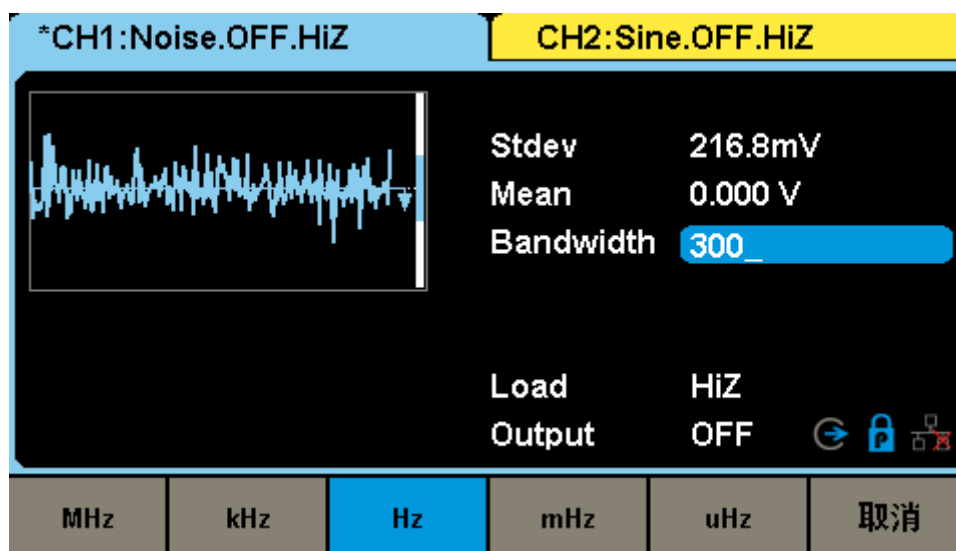 *CH1:Noise.OFF.HiZ CH2:Sine.OFF.HiZ
Stdev 216.8mV
Mean 0.000 V
Bandwidth 300_
Load HiZ
Output OFF
MHz kHz Hz mHz uHz 取消